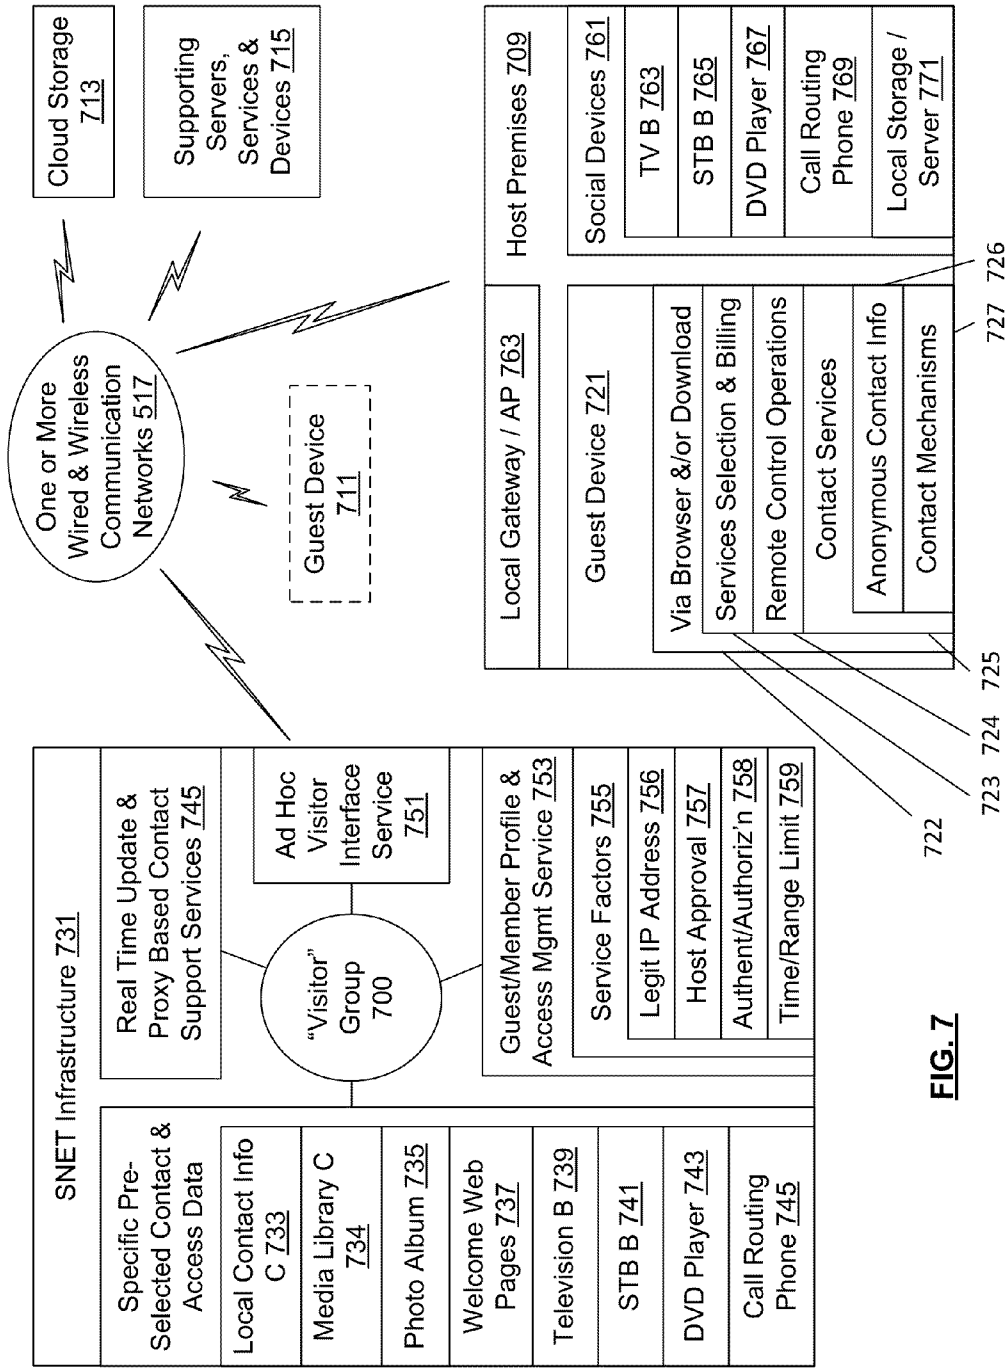 SNET Infrastructure 731
Specific Pre-
Selected Contact &
Access Data
Local Contact Info
C 733
Media Library C
734
Photo Album 735
Welcome Web
Pages 737
Television B 739
STB B 741
DVD Player 743
Call Routing
Phone 745
Real Time Update &
Proxy Based Contact
Support Services 745
"Visitor"
Group
700
Ad Hoc
Visitor
Interface
Service
751
Guest/Member Profile &
Access Mgmt Service 753
Service Factors 755
Legit IP Address 756
Host Approval 757
Authent/Authoriz'n 758
Time/Range Limit 759
One or More
Wired & Wireless
Communication
Networks 517
Cloud Storage
713
Supporting
Servers,
Services &
Devices 715
Guest Device
711
Host Premises 709
Local Gateway / AP 763
Guest Device 721
Via Browser &/or Download
Services Selection & Billing
Remote Control Operations
Contact Services
Anonymous Contact Info
Contact Mechanisms
Social Devices 761
TV B 763
STB B 765
DVD Player 767
Call Routing
Phone 769
Local Storage /
Server 771
722
723
724
725
727
726
FIG. 7